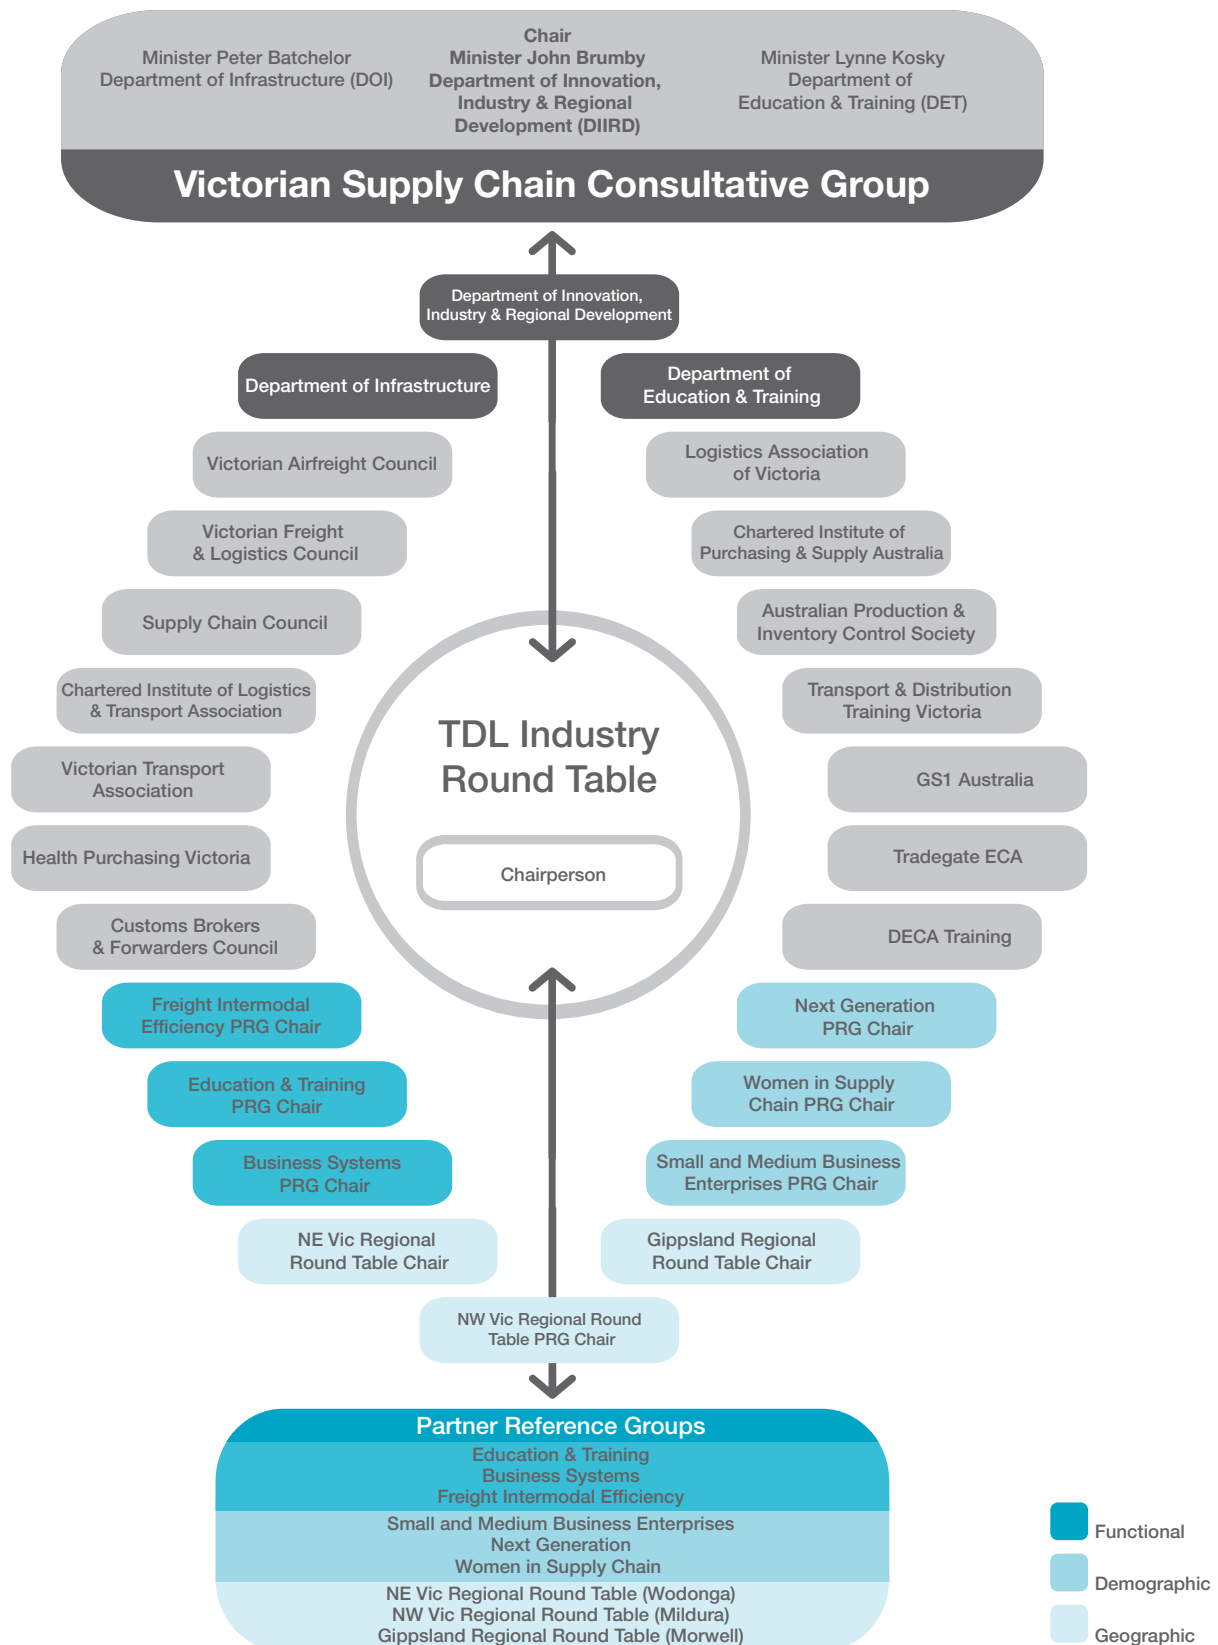 Minister Peter Batchelor
Department of Infrastructure (DOI)
Chair
Minister John Brumby
Department of Innovation,
Industry & Regional
Development (DIIRD)
Minister Lynne Kosky
Department of
Education & Training (DET)
Victorian Supply Chain Consultative Group
Department of Innovation,
Industry & Regional Development
Department of Infrastructure
Department of
Education & Training
Victorian Airfreight Council
Logistics Association
of Victoria
Victorian Freight
& Logistics Council
Chartered Institute of
Purchasing & Supply Australia
Supply Chain Council
Australian Production &
Inventory Control Society
Chartered Institute of Logistics
& Transport Association
Transport & Distribution
Training Victoria
TDL Industry
Round Table
Chairperson
Victorian Transport
Association
GS1 Australia
Health Purchasing Victoria
Tradegate ECA
Customs Brokers
& Forwarders Council
DECA Training
Freight Intermodal
Efficiency PRG Chair
Next Generation
PRG Chair
Education & Training
PRG Chair
Women in Supply
Chain PRG Chair
Business Systems
PRG Chair
Small and Medium Business
Enterprises PRG Chair
NE Vic Regional
Round Table Chair
Gippsland Regional
Round Table Chair
NW Vic Regional Round
Table PRG Chair
Partner Reference Groups
Education & Training
Business Systems
Freight Intermodal Efficiency
Small and Medium Business Enterprises
Next Generation
Women in Supply Chain
NE Vic Regional Round Table (Wodonga)
NW Vic Regional Round Table (Mildura)
Gippsland Regional Round Table (Morwell)
Functional
Demographic
Geographic